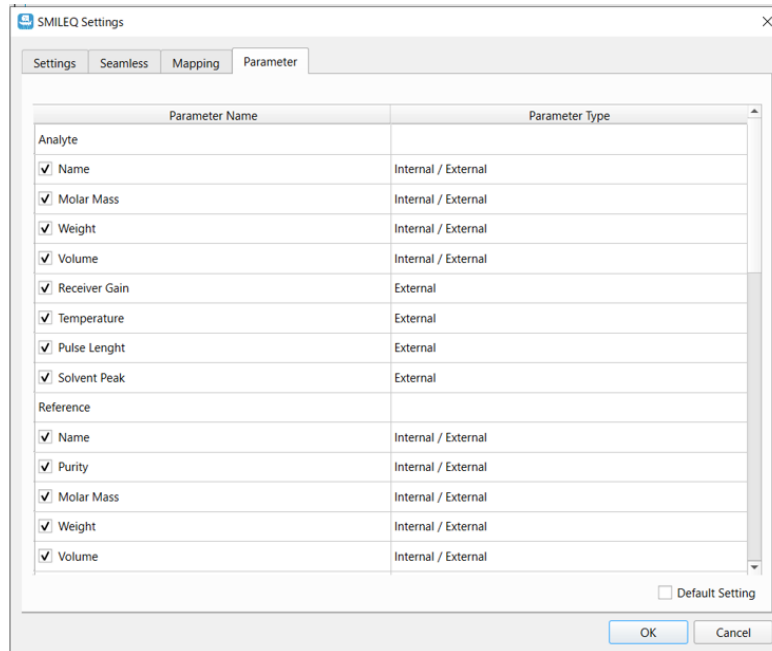 SMILEQ Settings
Settings Seamless Mapping Parameter
Parameter Name Parameter Type
Analyte
Name Internal / External
Molar Mass Internal / External
Weight Internal / External
Volume Internal / External
Receiver Gain External
Temperature External
Pulse Lenght External
Solvent Peak External
Reference
Name Internal / External
Purity Internal / External
Molar Mass Internal / External
Weight Internal / External
Volume Internal / External
Default Setting
OK Cancel